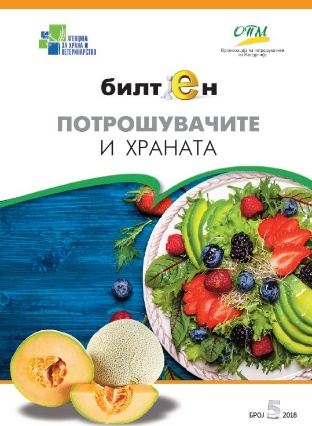 АГЕНЦИЈА
ЗА ХРАНА И
ВЕТЕРИНАРСТВО
ОПМ
Организација на потрошувачите
на Македонија
билтен
ПОТРОШУВАЧИТЕ
И ХРАНАТА
БРОЈ 5 2018